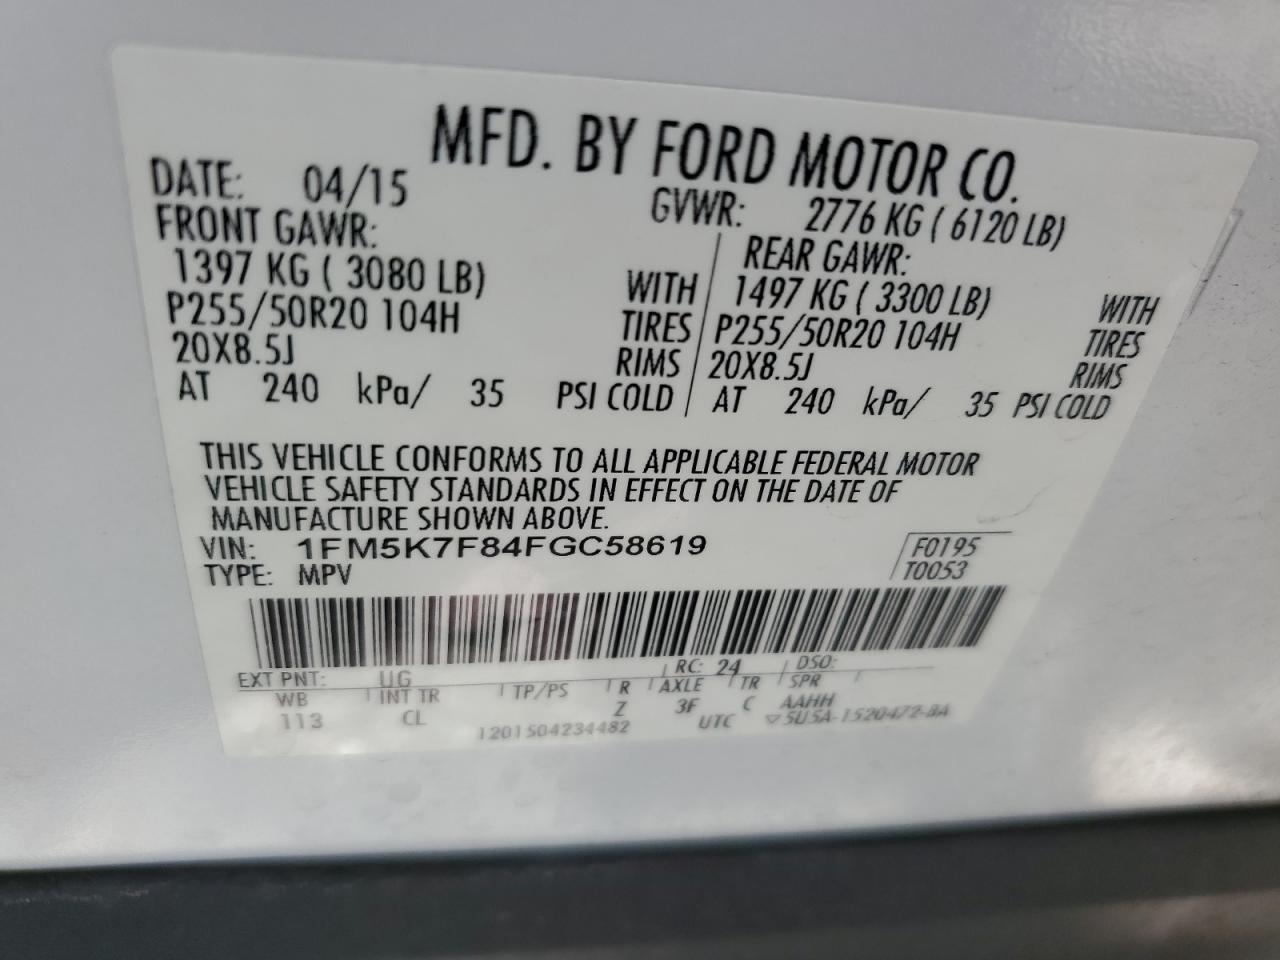 MFD. BY FORD MOTOR CO.
DATE: 04/15 GVWR: 2776 KG ( 6120 LB)
FRONT GAWR: REAR GAWR:
1397 KG ( 3080 LB) WITH 1497 KG ( 3300 LB) WITH
P255/50R20 104H TIRES P255/50R20 104H TIRES
20X8.5J RIMS 20X8.5J RIMS
AT 240 kPa/ 35 PSI COLD AT 240 kPa/ 35 PSI COLD
THIS VEHICLE CONFORMS TO ALL APPLICABLE FEDERAL MOTOR
VEHICLE SAFETY STANDARDS IN EFFECT ON THE DATE OF
MANUFACTURE SHOWN ABOVE.
VIN: 1FM5K7F84FGC58619 F0195
TYPE: MPV T0053
EXT PNT: UG RC: 24 DSO:
WB INT TR TP/PS R AXLE TR SPR
113 CL Z 3F C AAHH
1201504234482 UTC ▽5U5A-1520472-BA